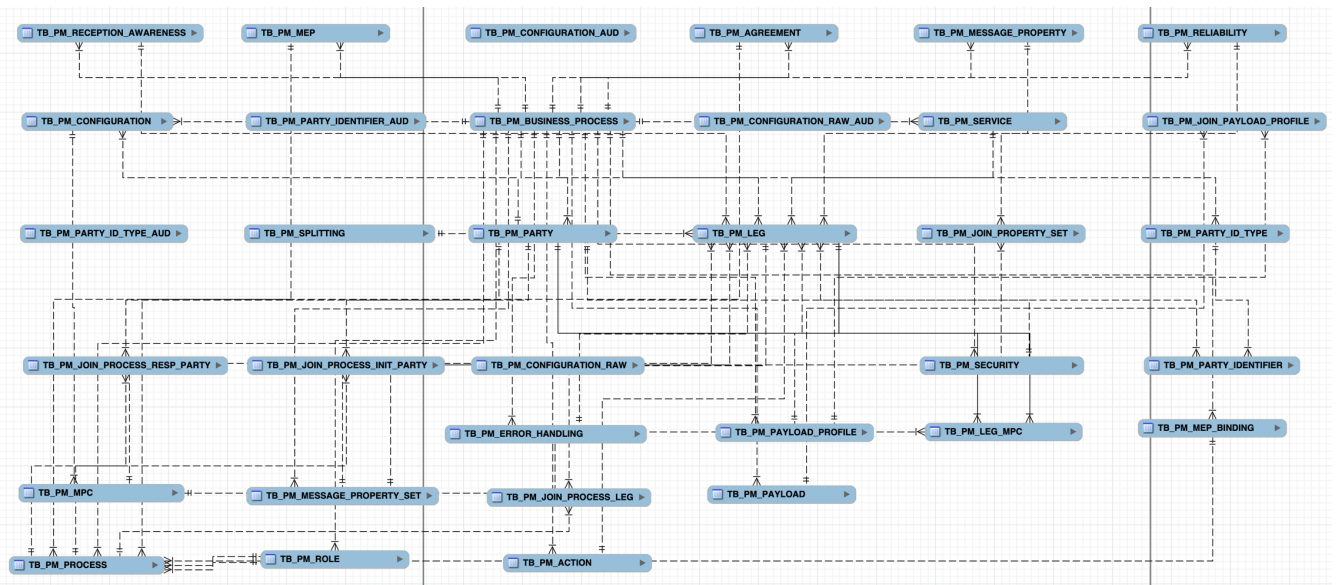 TB_PM_RECEPTION_AWARENESS
TB_PM_MEP
TB_PM_CONFIGURATION_AUD
TB_PM_AGREEMENT
TB_PM_MESSAGE_PROPERTY
TB_PM_RELIABILITY
TB_PM_CONFIGURATION
TB_PM_PARTY_IDENTIFIER_AUD
TB_PM_BUSINESS_PROCESS
TB_PM_CONFIGURATION_RAW_AUD
TB_PM_SERVICE
TB_PM_JOIN_PAYLOAD_PROFILE
TB_PM_PARTY_ID_TYPE_AUD
TB_PM_SPLITTING
TB_PM_PARTY
TB_PM_LEG
TB_PM_JOIN_PROPERTY_SET
TB_PM_PARTY_ID_TYPE
TB_PM_JOIN_PROCESS_RESP_PARTY
TB_PM_JOIN_PROCESS_INIT_PARTY
TB_PM_CONFIGURATION_RAW
TB_PM_SECURITY
TB_PM_PARTY_IDENTIFIER
TB_PM_ERROR_HANDLING
TB_PM_PAYLOAD_PROFILE
TB_PM_LEG_MPC
TB_PM_MEP_BINDING
TB_PM_MPC
TB_PM_MESSAGE_PROPERTY_SET
TB_PM_JOIN_PROCESS_LEG
TB_PM_PAYLOAD
TB_PM_PROCESS
TB_PM_ROLE
TB_PM_ACTION